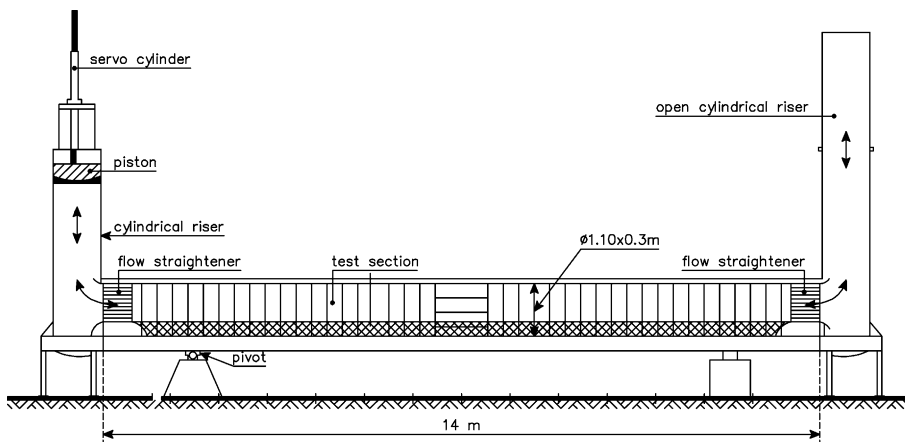 servo cylinder
open cylindrical riser
piston
cylindrical riser
ø1.10x0.3m
flow straightener
test section
flow straightener
pivot
14 m